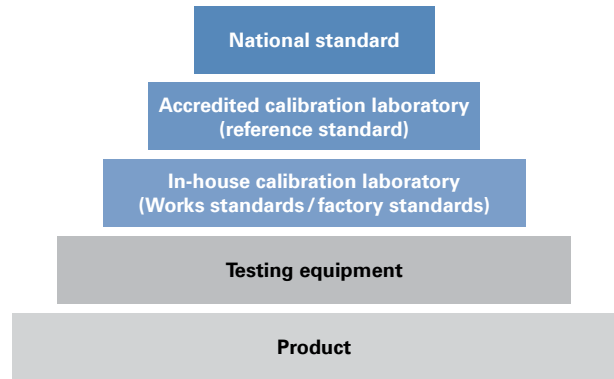 National standard
Accredited calibration laboratory
(reference standard)
In-house calibration laboratory
(Works standards/factory standards)
Testing equipment
Product